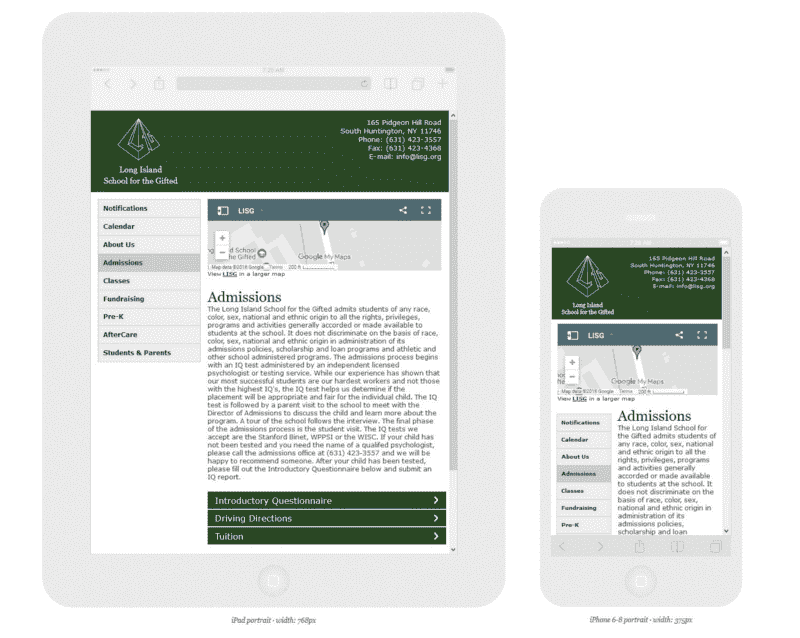 7:20 AM
165 Pidgeon Hill Road
South Huntington, NY 11746
Phone: (631) 423-3557
Fax: (631) 423-4368
E-mail: info@lisg.org
Long Island
School for the Gifted
Notifications
Calendar
About Us
Admissions
Classes
Fundraising
Pre-K
AfterCare
Students & Parents
LISG
+
−
ng Island School
the Gifted
Google My Maps
Map data ©2018 Google Terms 200 ft
View LISG in a larger map
Admissions
The Long Island School for the Gifted admits students of any race,
color, sex, national and ethnic origin to all the rights, privileges,
programs and activities generally accorded or made available to
students at the school. It does not discriminate on the basis of race,
color, sex, national and ethnic origin in administration of its
admissions policies, scholarship and loan programs and athletic and
other school administered programs. The admissions process begins
with an IQ test administered by an independent licensed
psychologist or testing service. While our experience has shown that
our most successful students are our hardest workers and not those
with the highest IQ's, the IQ test helps us determine if the
placement will be appropriate and fair for the individual child. The IQ
test is followed by a parent visit to the school to meet with the
Director of Admissions to discuss the child and learn more about the
program. A tour of the school follows the interview. The final phase
of the admissions process is the student visit. The IQ tests we
accept are the Stanford Binet, WPPSI or the WISC. If your child has
not been tested and you need the name of a qualifed psychologist,
please call the admissions office at (631) 423-3557 and we will be
happy to recommend someone. After your child has been tested,
please fill out the Introductory Questionnaire below and submit an
IQ report.
Introductory Questionnaire
Driving Directions
Tuition
iPad portrait · width: 768px
165 Pidgeon Hill Road
South Huntington, NY 11746
Phone: (631) 423-3557
Fax: (631) 423-4368
E-mail: info@lisg.org
Long Island
School for the Gifted
LISG
+
−
Google My Maps
Map data ©2018 Google Terms 200 ft
View LISG in a larger map
Notifications
Calendar
About Us
Admissions
Classes
Fundraising
Pre-K
Admissions
The Long Island School for
the Gifted admits students of
any race, color, sex, national
and ethnic origin to all the
rights, privileges, programs
and activities generally
accorded or made available
to students at the school. It
does not discriminate on the
basis of race, color, sex,
national and ethnic origin in
administration of its
admissions policies,
scholarship and loan
iPhone 6-8 portrait · width: 375px